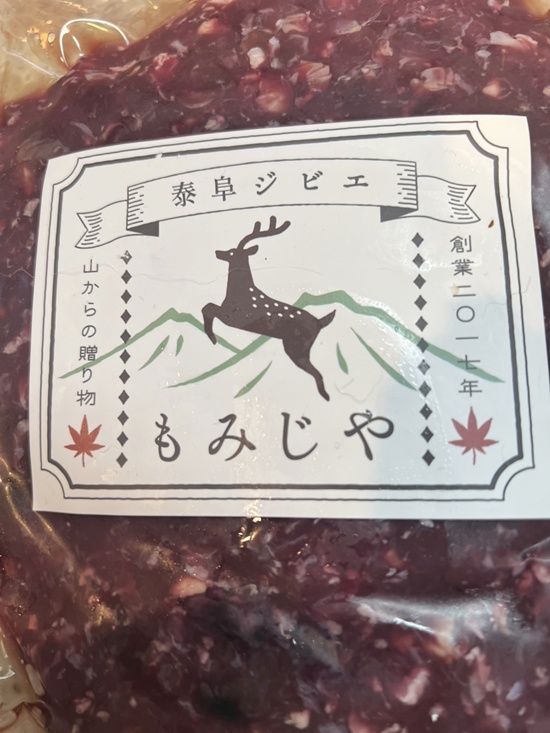 泰阜ジビエ
創業二〇一七年
山からの贈り物
もみじや